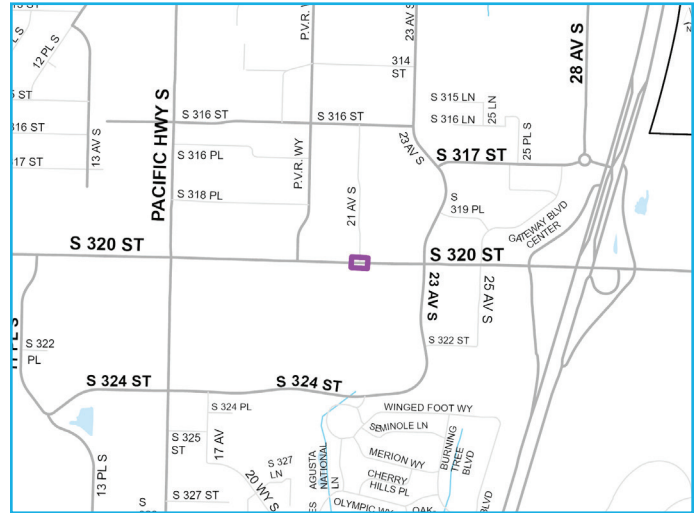 12 PL S
P.V.R. WY
23 AV S
314
ST
28 AV S
S 315 LN
S 316 LN
25 LN
25 PL S
S 316 ST
S 316 ST
13 AV S
PACIFIC HWY S
S 316 PL
P.V.R. WY
21 AV S
23 AV S
S 317 ST
S 318 PL
S
319 PL
GATEWAY BLVD
CENTER
S 320 ST
S 320 ST
23 AV S
25 AV S
S 322
PL
S 322 ST
S 324 ST
S 324 ST
S 324 PL
WINGED FOOT WY
SEMINOLE LN
S 325
ST
17 AV
MERION WY
BURNING
TREE
BLVD
S 327
LN
AGUSTA
NATIONAL
LN
CHERRY
HILLS PL
13 PL S
20 WY S
S 327 ST
OLYMPIC WY
BLVD